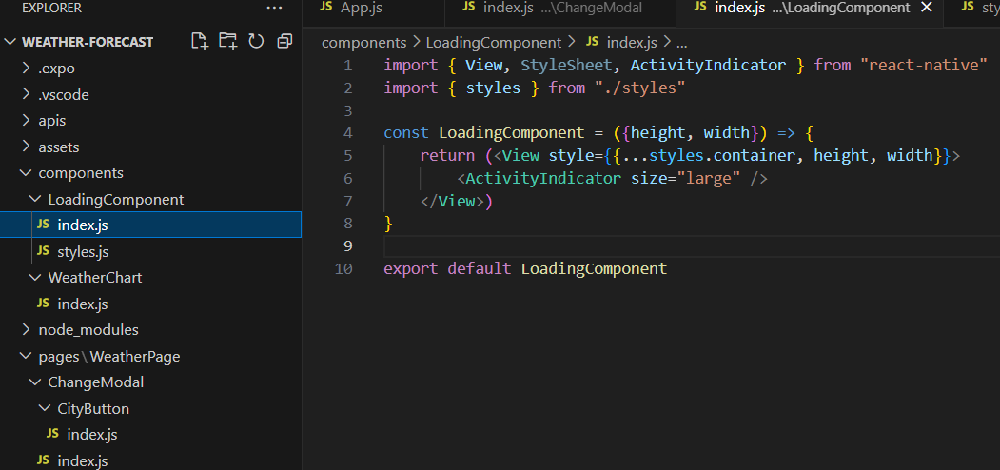 EXPLORER ...
WEATHER-FORECAST
.expo
.vscode
apis
assets
components
LoadingComponent
JS index.js
JS styles.js
WeatherChart
JS index.js
node_modules
pages\WeatherPage
ChangeModal
CityButton
JS index.js
JS index.js
JS App.js
JS index.js ...\ChangeModal
JS index.js ...\LoadingComponent
JS sty
components > LoadingComponent > JS index.js > ...
1 import { View, StyleSheet, ActivityIndicator } from "react-native"
2 import { styles } from "./styles"
3
4 const LoadingComponent = ({height, width}) => {
5 return (<View style={{...styles.container, height, width}}>
6 <ActivityIndicator size="large" />
7 </View>)
8 }
9
10 export default LoadingComponent